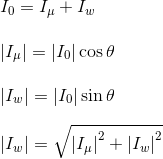 I₀ = I_μ + I_w
|I_μ| = |I₀| cos θ
|I_w| = |I₀| sin θ
|I_w| = √(|I_μ|² + |I_w|²)